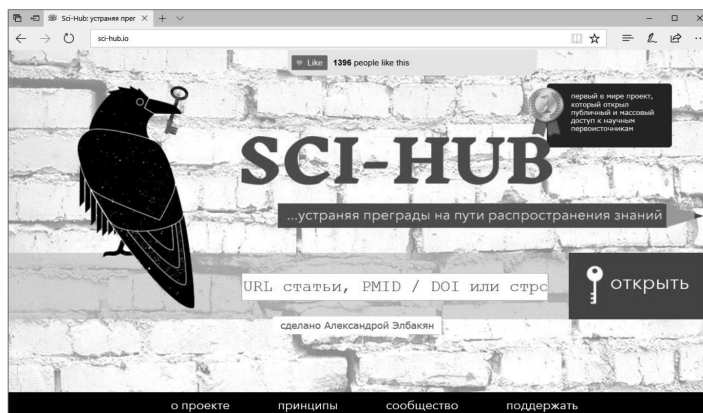 Sci-Hub: устраняя прег
sci-hub.io
Like 1396 people like this
первый в мире проект,
который открыл
публичный и массовый
доступ к научным
первоисточникам
SCI-HUB
...устраняя преграды на пути распространения знаний
URL статьи, PMID / DOI или стро
открыть
сделано Александрой Элбакян
о проекте принципы сообщество поддержать